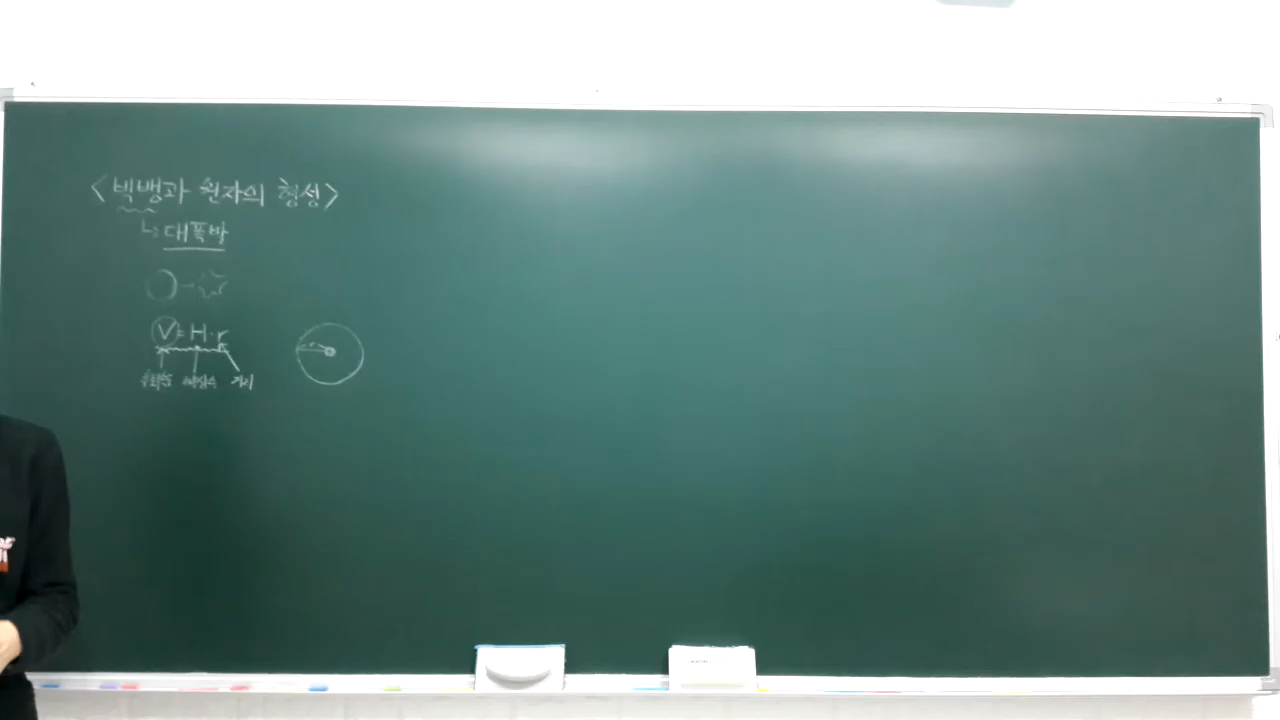 <빅뱅과 원자의 형성>
↳ 대폭발
V = H·r
r
거리